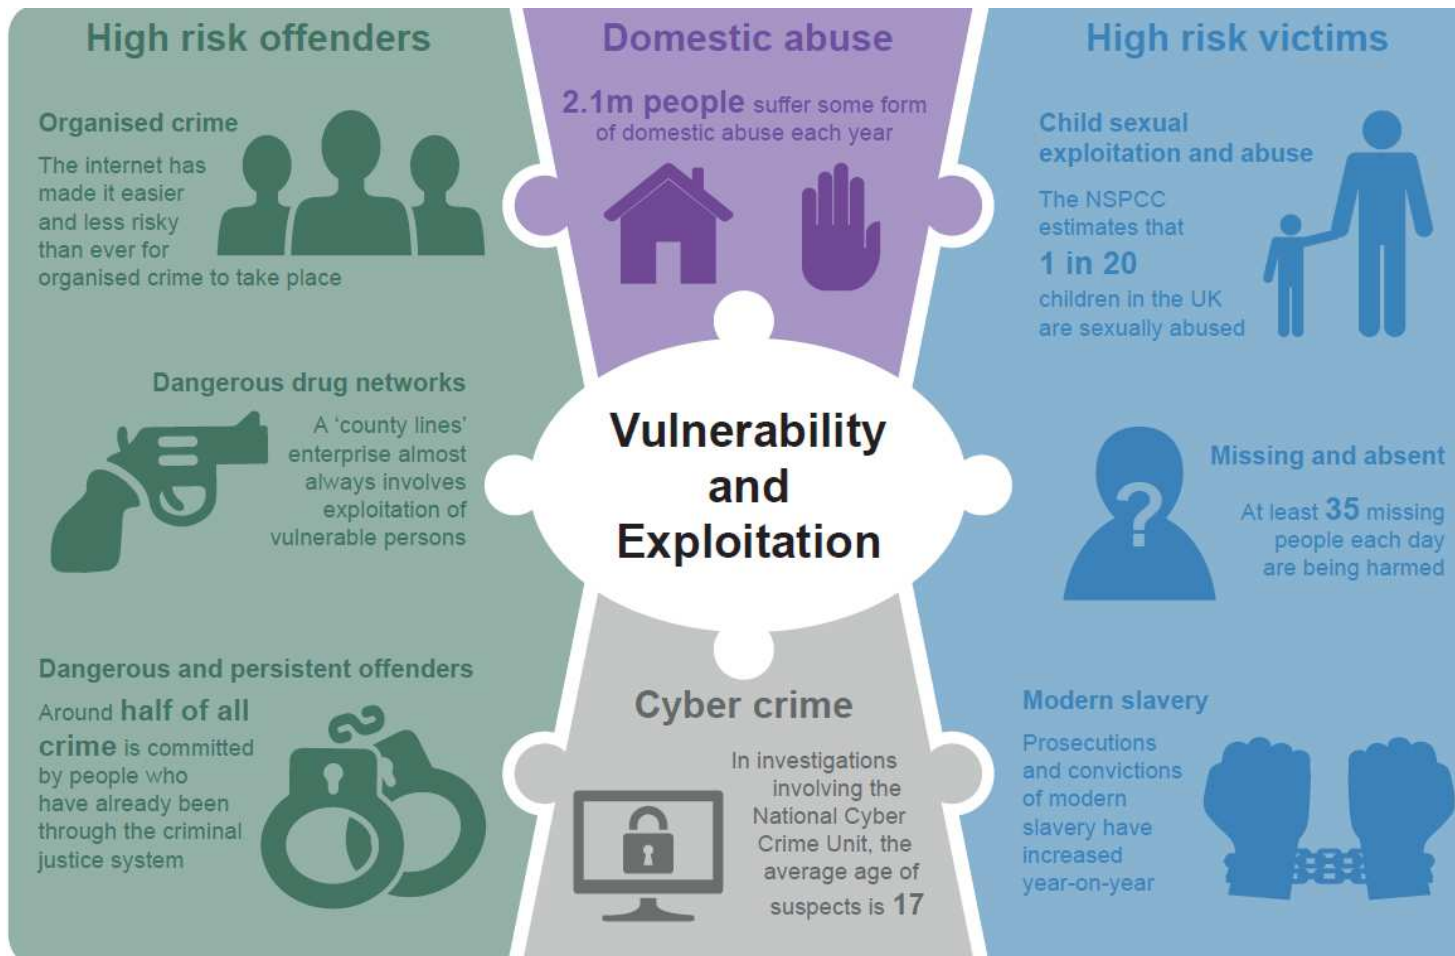 High risk offenders
Organised crime
The internet has
made it easier
and less risky
than ever for
organised crime to take place
Dangerous drug networks
A ‘county lines’
enterprise almost
always involves
exploitation of
vulnerable persons
Dangerous and persistent offenders
Around half of all
crime is committed
by people who
have already been
through the criminal
justice system
Domestic abuse
2.1m people suffer some form
of domestic abuse each year
Vulnerability
and
Exploitation
Cyber crime
In investigations
involving the
National Cyber
Crime Unit, the
average age of
suspects is 17
High risk victims
Child sexual
exploitation and abuse
The NSPCC
estimates that
1 in 20
children in the UK
are sexually abused
?
Missing and absent
At least 35 missing
people each day
are being harmed
Modern slavery
Prosecutions
and convictions
of modern
slavery have
increased
year-on-year